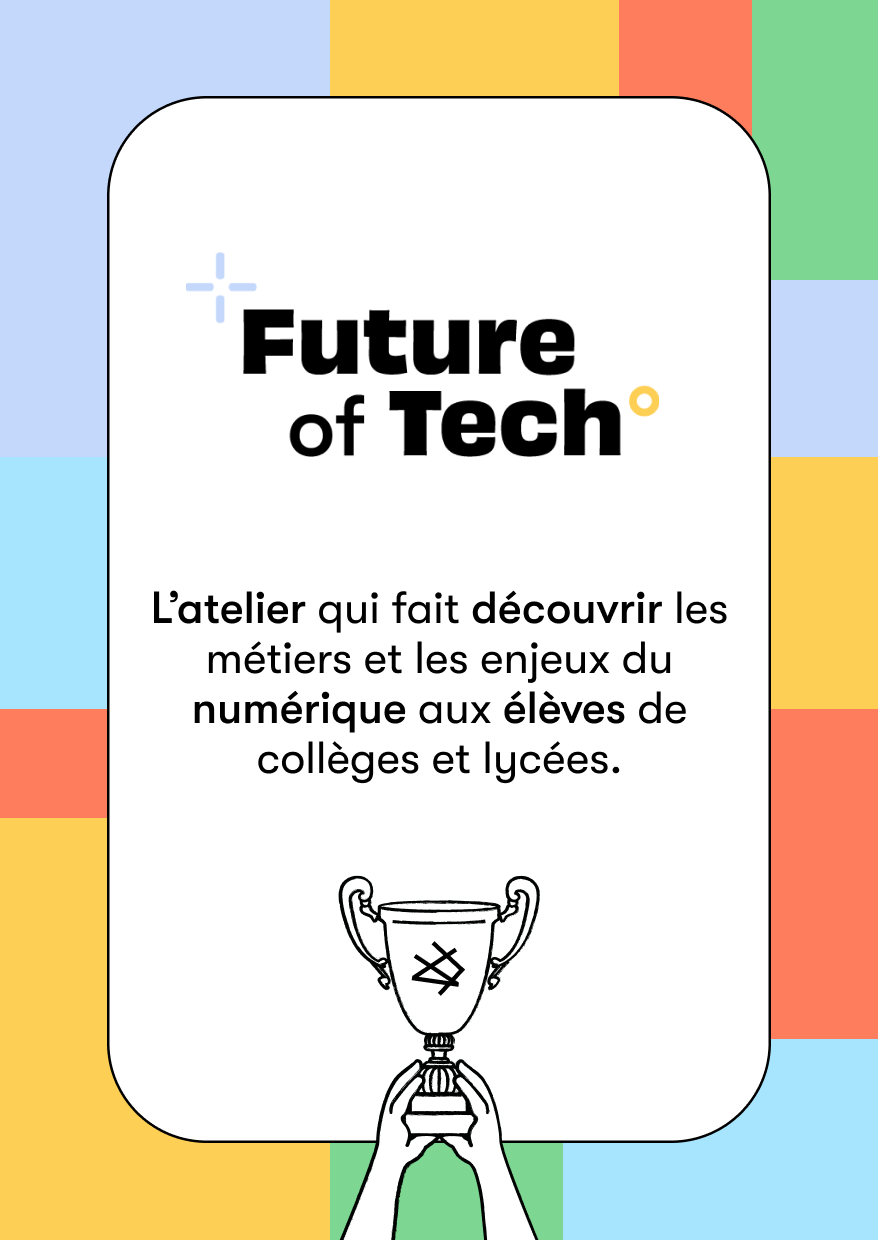 Future
of Tech
L’atelier qui fait découvrir les
métiers et les enjeux du
numérique aux élèves de
collèges et lycées.